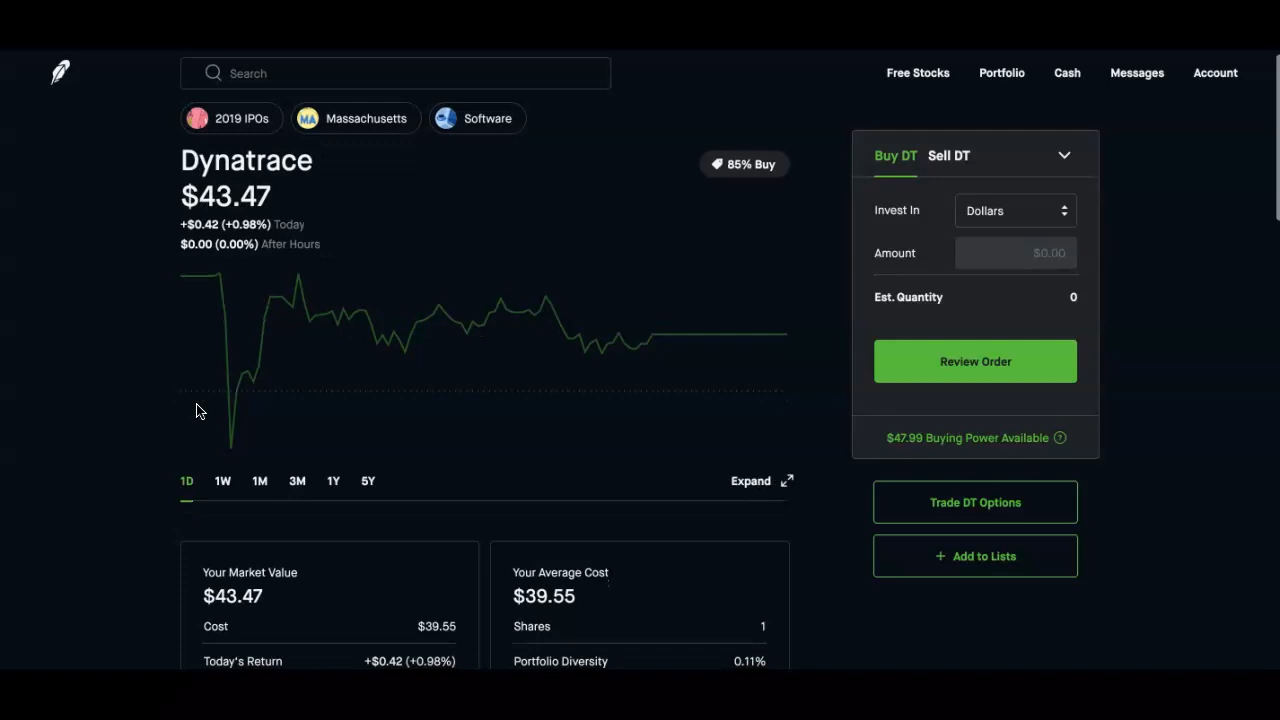 Search
Free Stocks Portfolio Cash Messages Account
2019 IPOs MA Massachusetts Software
Dynatrace
$43.47
+$0.42 (+0.98%) Today
$0.00 (0.00%) After Hours
85% Buy
1D 1W 1M 3M 1Y 5Y
Expand
Your Market Value
$43.47
Cost $39.55
Today's Return +$0.42 (+0.98%)
Your Average Cost
$39.55
Shares 1
Portfolio Diversity 0.11%
Buy DT Sell DT
Invest In Dollars
Amount $0.00
Est. Quantity 0
Review Order
$47.99 Buying Power Available ?
Trade DT Options
+ Add to Lists